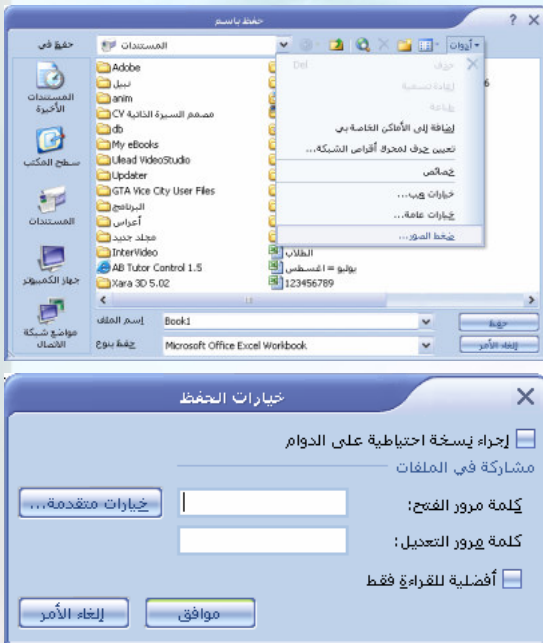 حفظ باسم
حفظ في
المستندات
أدوات
المستندات الأخيرة
سطح المكتب
المستندات
جهاز الكمبيوتر
مواضع شبكة الاتصال
Adobe
نبيل
anim
مصمم السيرة الذاتية CV
db
My eBooks
Ulead VideoStudio
Updater
GTA Vice City User Files
البرنامج
أعراس
مجلد جديد
InterVideo
AB Tutor Control 1.5
Xara 3D 5.02
حذف Del
إعادة تسمية
طباعة
إضافة إلى الأماكن الخاصة بي
تعيين حرف لمحرك أقراص الشبكة...
خصائص
خيارات ويب...
خيارات عامة...
ضغط الصور...
6
الطلاب
يوليو = اغسطس
123456789
إسم الملف
Book1
حفظ
حفظ بنوع
Microsoft Office Excel Workbook
إلغاء الأمر
خيارات الحفظ
إجراء نسخة احتياطية على الدوام
مشاركة في الملفات
كلمة مرور الفتح:
خيارات متقدمة...
كلمة مرور التعديل:
أفضلية للقراءة فقط
موافق
إلغاء الأمر